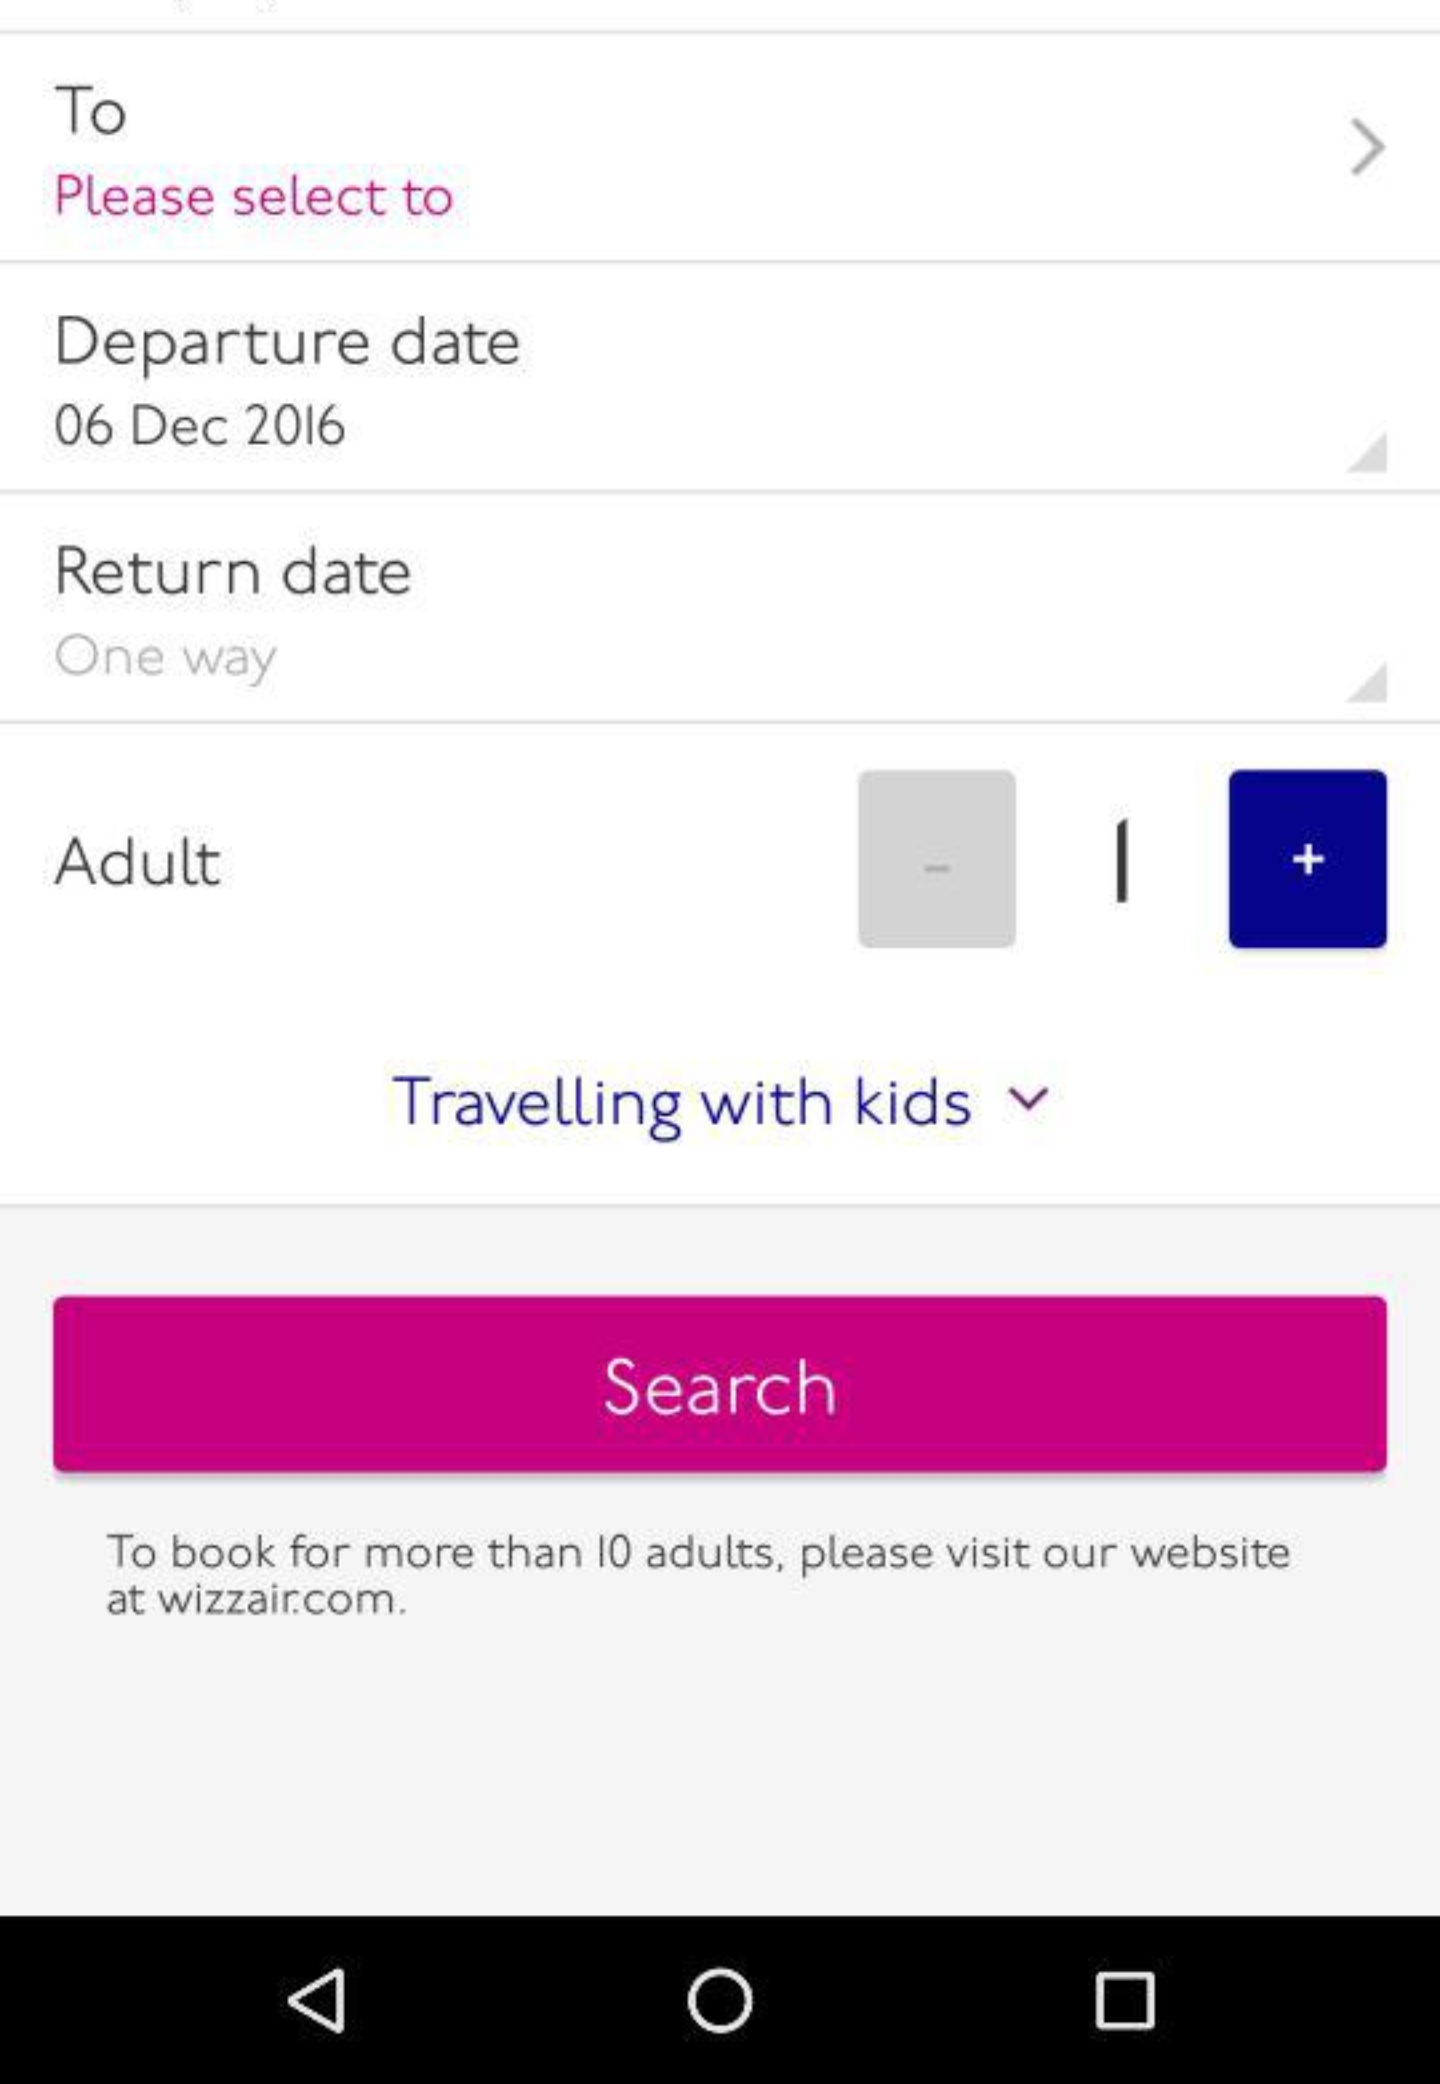 To
Please select to
Departure date
06 Dec 2016
Return date
One way
Adult
- 1 +
Travelling with kids
Search
To book for more than 10 adults, please visit our website
at wizzair.com.